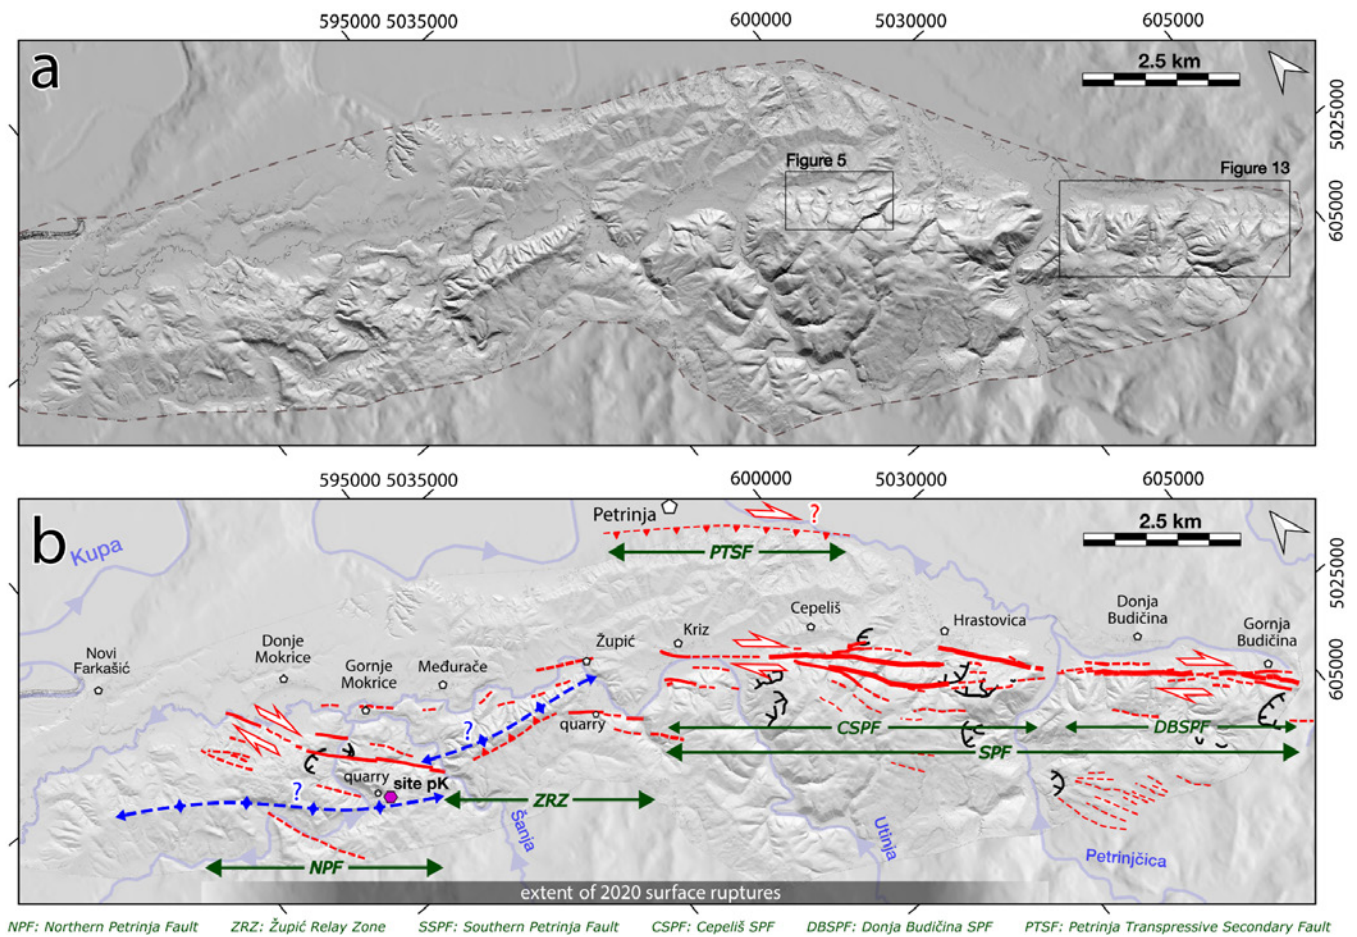 595000 5035000 600000 5030000 605000
a
2.5 km
5025000
Figure 5
Figure 13
605000
595000 5035000 600000 5030000 605000
b
Petrinja
?
2.5 km
PTSF
Kupa
5025000
Cepeliš
Hrastovica
Donja
Budičina
Gornja
Budičina
Novi
Farkašić
Donje
Mokrice
Gornje
Mokrice
Međurače
Župić
Kriz
605000
?
quarry
CSPF
DBSPF
SPF
quarry
site pK
?
ZRZ
Šanja
Utinja
Petrinjčica
NPF
extent of 2020 surface ruptures
NPF: Northern Petrinja Fault ZRZ: Župić Relay Zone SSPF: Southern Petrinja Fault CSPF: Cepeliš SPF DBSPF: Donja Budičina SPF PTSF: Petrinja Transpressive Secondary Fault